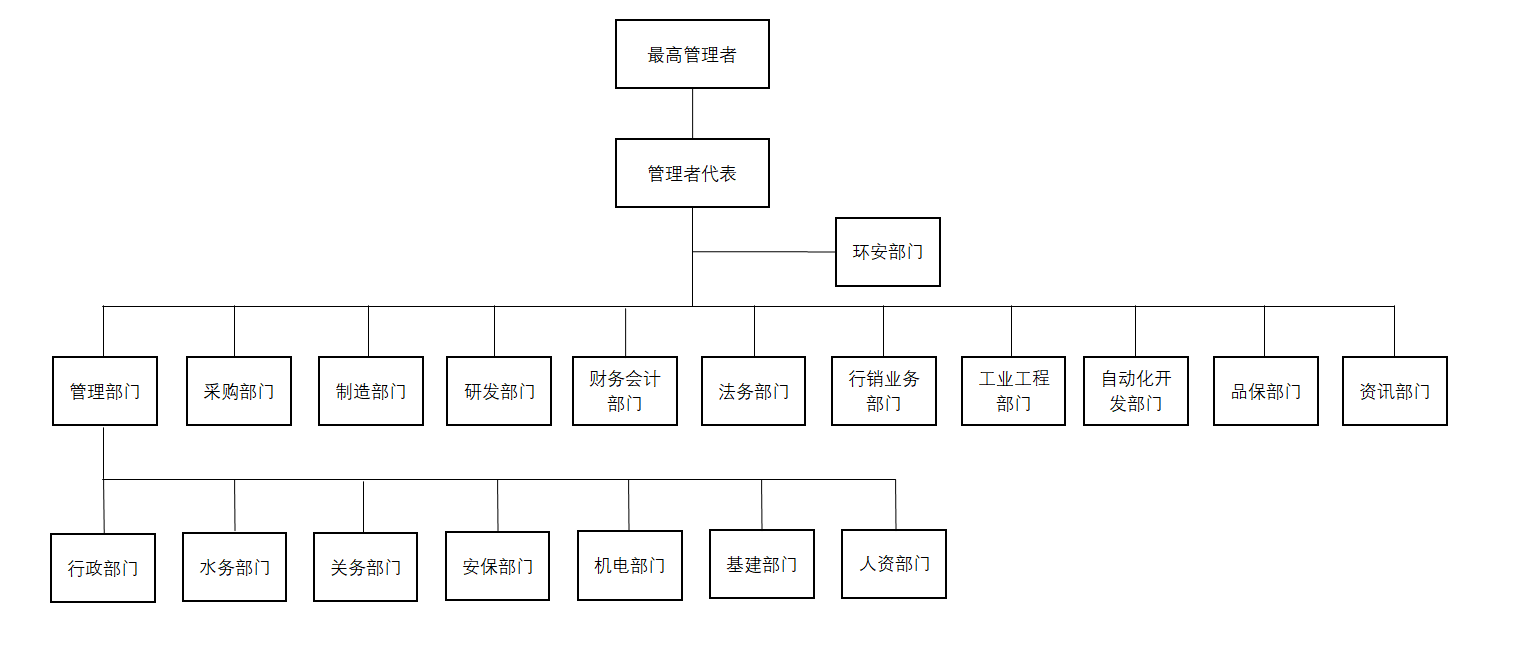 最高管理者
管理者代表
环安部门
管理部门
采购部门
制造部门
研发部门
财务会计
部门
法务部门
行销业务
部门
工业工程
部门
自动化开
发部门
品保部门
资讯部门
行政部门
水务部门
关务部门
安保部门
机电部门
基建部门
人资部门